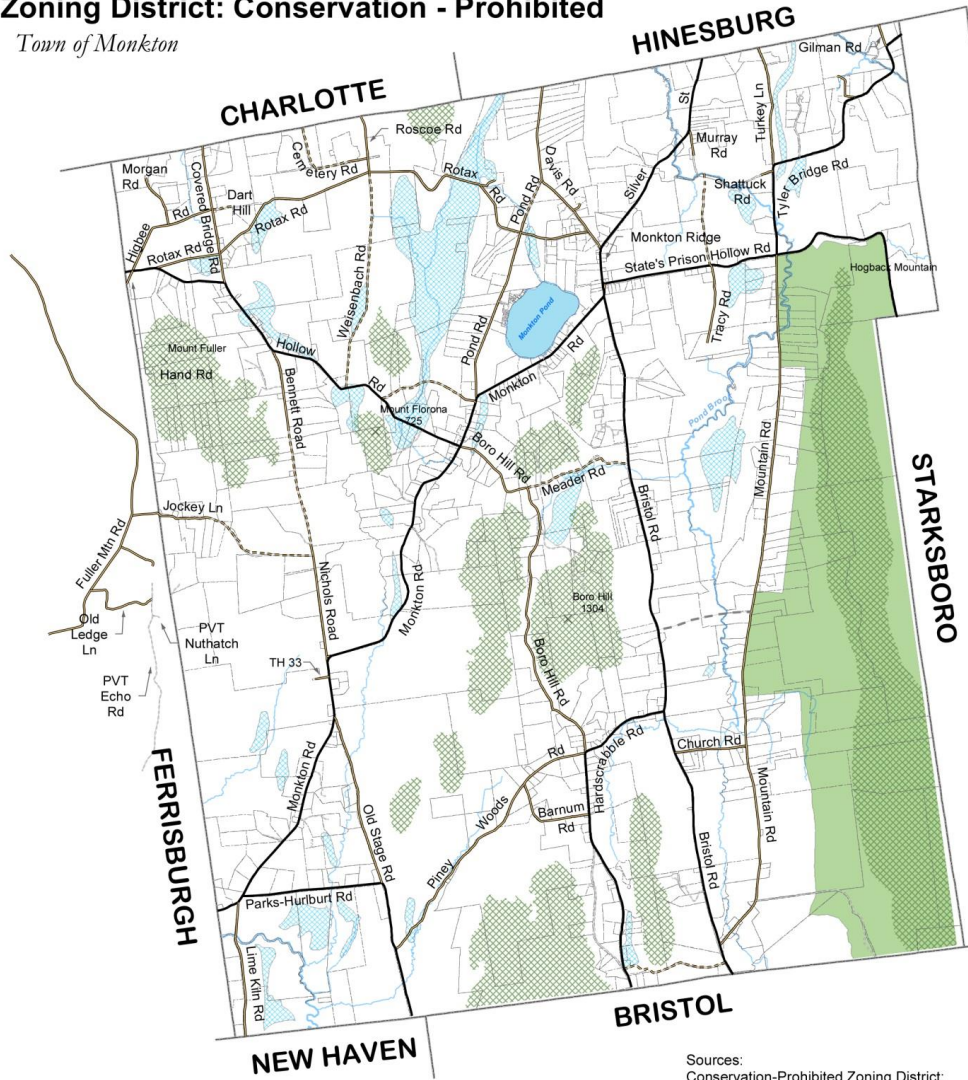 Zoning District: Conservation - Prohibited
Town of Monkton
HINESBURG
CHARLOTTE
Gilman Rd
Roscoe Rd
Cemetery Rd
Morgan
Rd
Covered Bridge Rd
Dart
Hill
Rd
Rotax Rd
Rotax
Rd
Davis Rd
Pond Rd
St
Silver
Murray
Rd
Turkey Ln
Shattuck
Rd
Tyler Bridge Rd
Higbee
Rotax Rd
Monkton Ridge
State's Prison Hollow Rd
Hogback Mountain
Weisenbach Rd
Tracy Rd
Monkton Pond
Pond Rd
Mount Fuller
Hand Rd
Hollow
Rd
Rd
Monkton
Bennett Road
Mount Florona
725
Pond Brook
Boro Hill Rd
Meader Rd
Mountain Rd
Bristol Rd
STARKSBORO
Jockey Ln
Fuller Mtn Rd
Nichols Road
Monkton Rd
Boro Hill
1304
Old
Ledge
Ln
PVT
Nuthatch
Ln
TH 33
PVT
Echo
Rd
Boro Hill Rd
FERRISBURGH
Monkton Rd
Rd
Hardscrabble Rd
Church Rd
Mountain Rd
Old Stage Rd
Woods
Barnum
Rd
Piney
Bristol Rd
Parks-Hurlburt Rd
Lime Kiln Rd
BRISTOL
NEW HAVEN
Sources:
Conservation-Prohibited Zoning District: